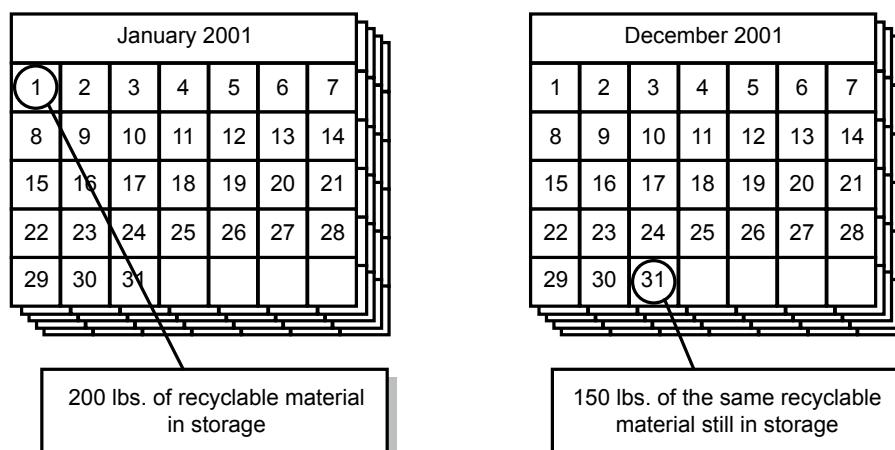 January 2001
1 2 3 4 5 6 7
8 9 10 11 12 13 14
15 16 17 18 19 20 21
22 23 24 25 26 27 28
29 30 31
200 lbs. of recyclable material
in storage
December 2001
1 2 3 4 5 6 7
8 9 10 11 12 13 14
15 16 17 18 19 20 21
22 23 24 25 26 27 28
29 30 31
150 lbs. of the same recyclable
material still in storage